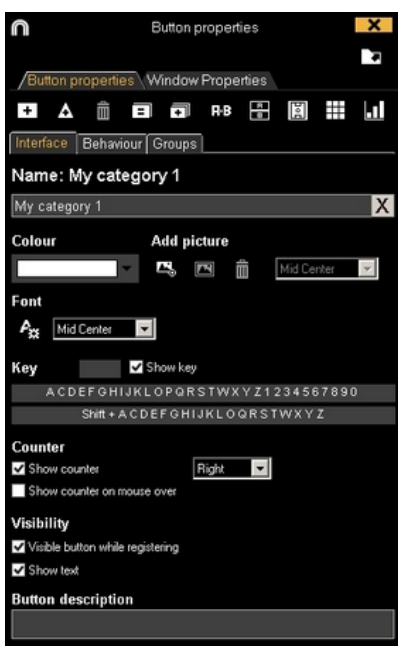 Button properties X
Button properties Window Properties
A-B
Interface Behaviour Groups
Name: My category 1
My category 1 X
Colour Add picture
Mid Center
Font
Mid Center
Key Show key
A C D E F G H I J K L O P Q R S T W X Y Z 1 2 3 4 5 6 7 8 9 0
Shift + A C D E F G H I J K L O Q R S T W X Y Z
Counter
Show counter Right
Show counter on mouse over
Visibility
Visible button while registering
Show text
Button description